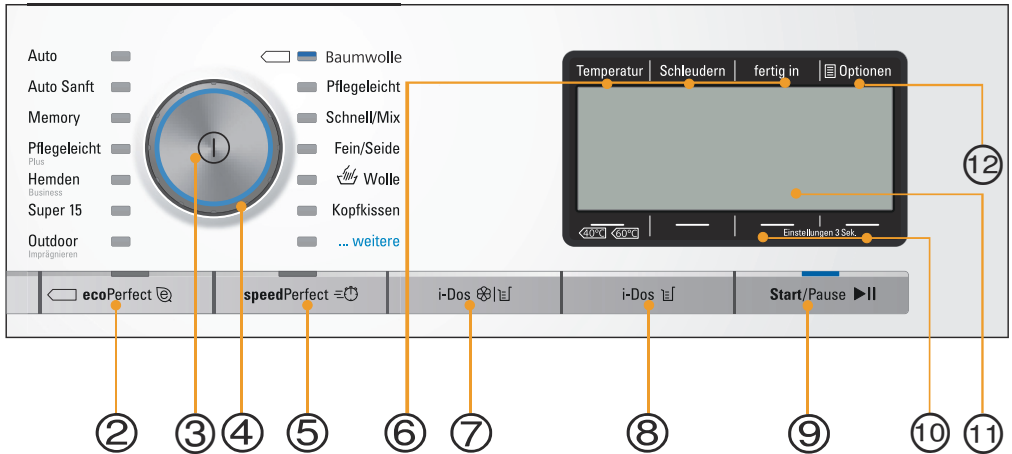 Auto
Auto Sanft
Memory
Pflegeleicht
Plus
Hemden
Business
Super 15
Outdoor
Imprägnieren
Baumwolle
Pflegeleicht
Schnell/Mix
Fein/Seide
Wolle
Kopfkissen
... weitere
Temperatur Schleudern fertig in Optionen
40°C 60°C Einstellungen 3 Sek.
ecoPerfect speedPerfect i-Dos i-Dos Start/Pause
12
2 3 4 5 6 7 8 9 10 11